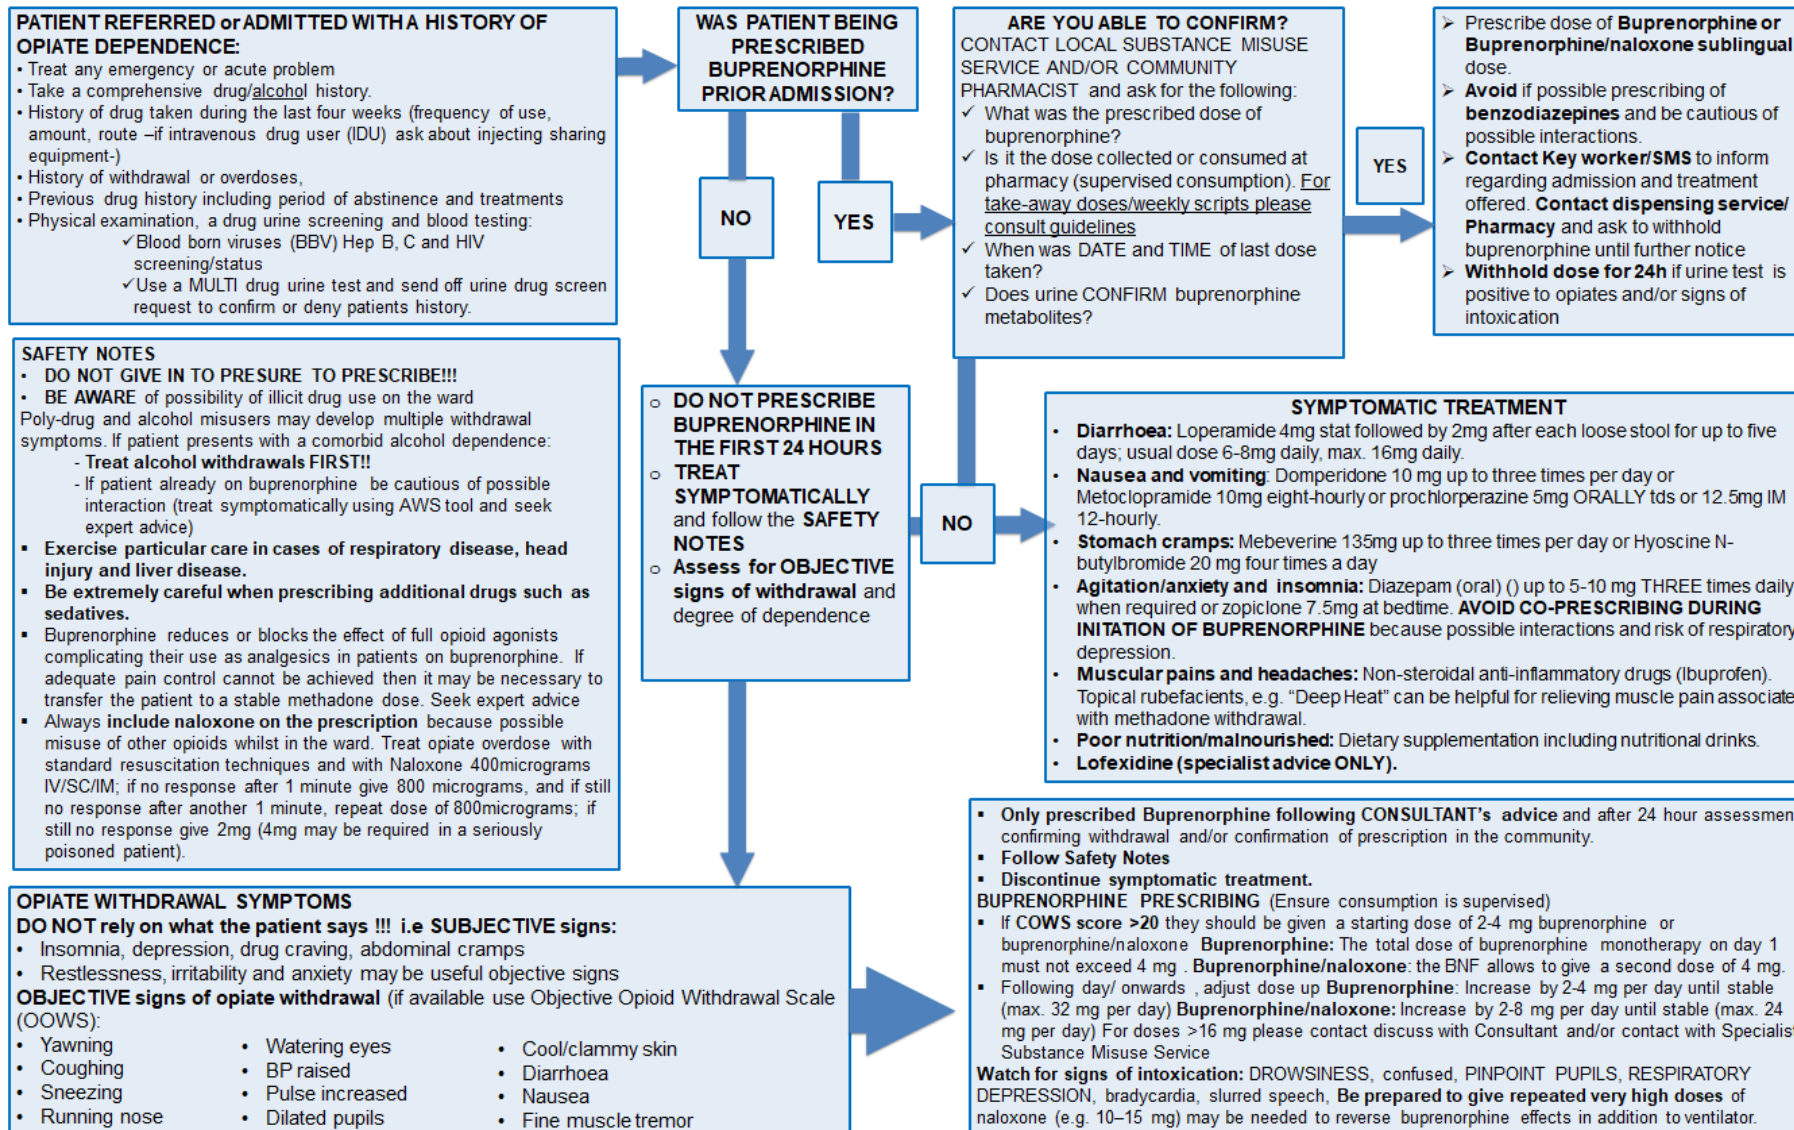 PATIENT REFERRED or ADMITTED WITH A HISTORY OF
OPIATE DEPENDENCE:
• Treat any emergency or acute problem
• Take a comprehensive drug/alcohol history.
• History of drug taken during the last four weeks (frequency of use,
amount, route –if intravenous drug user (IDU) ask about injecting sharing
equipment-)
• History of withdrawal or overdoses,
• Previous drug history including period of abstinence and treatments
• Physical examination, a drug urine screening and blood testing:
✓Blood born viruses (BBV) Hep B, C and HIV
screening/status
✓Use a MULTI drug urine test and send off urine drug screen
request to confirm or deny patients history.
WAS PATIENT BEING
PRESCRIBED
BUPRENORPHINE
PRIOR ADMISSION?
NO
YES
ARE YOU ABLE TO CONFIRM?
CONTACT LOCAL SUBSTANCE MISUSE
SERVICE AND/OR COMMUNITY
PHARMACIST and ask for the following:
✓ What was the prescribed dose of
buprenorphine?
✓ Is it the dose collected or consumed at
pharmacy (supervised consumption). For
take-away doses/weekly scripts please
consult guidelines
✓ When was DATE and TIME of last dose
taken?
✓ Does urine CONFIRM buprenorphine
metabolites?
YES
➢ Prescribe dose of Buprenorphine or
Buprenorphine/naloxone sublingual
dose.
➢ Avoid if possible prescribing of
benzodiazepines and be cautious of
possible interactions.
➢ Contact Key worker/SMS to inform
regarding admission and treatment
offered. Contact dispensing service/
Pharmacy and ask to withhold
buprenorphine until further notice
➢ Withhold dose for 24h if urine test is
positive to opiates and/or signs of
intoxication
SAFETY NOTES
• DO NOT GIVE IN TO PRESURE TO PRESCRIBE!!!
• BE AWARE of possibility of illicit drug use on the ward
Poly-drug and alcohol misusers may develop multiple withdrawal
symptoms. If patient presents with a comorbid alcohol dependence:
- Treat alcohol withdrawals FIRST!!
- If patient already on buprenorphine be cautious of possible
interaction (treat symptomatically using AWS tool and seek
expert advice)
▪ Exercise particular care in cases of respiratory disease, head
injury and liver disease.
▪ Be extremely careful when prescribing additional drugs such as
sedatives.
▪ Buprenorphine reduces or blocks the effect of full opioid agonists
complicating their use as analgesics in patients on buprenorphine. If
adequate pain control cannot be achieved then it may be necessary to
transfer the patient to a stable methadone dose. Seek expert advice
▪ Always include naloxone on the prescription because possible
misuse of other opioids whilst in the ward. Treat opiate overdose with
standard resuscitation techniques and with Naloxone 400micrograms
IV/SC/IM; if no response after 1 minute give 800 micrograms, and if still
no response after another 1 minute, repeat dose of 800micrograms; if
still no response give 2mg (4mg may be required in a seriously
poisoned patient).
o DO NOT PRESCRIBE
BUPRENORPHINE IN
THE FIRST 24 HOURS
o TREAT
SYMPTOMATICALLY
and follow the SAFETY
NOTES
o Assess for OBJECTIVE
signs of withdrawal and
degree of dependence
NO
SYMPTOMATIC TREATMENT
• Diarrhoea: Loperamide 4mg stat followed by 2mg after each loose stool for up to five
days; usual dose 6-8mg daily, max. 16mg daily.
• Nausea and vomiting: Domperidone 10 mg up to three times per day or
Metoclopramide 10mg eight-hourly or prochlorperazine 5mg ORALLY tds or 12.5mg IM
12-hourly.
• Stomach cramps: Mebeverine 135mg up to three times per day or Hyoscine N-
butylbromide 20 mg four times a day
• Agitation/anxiety and insomnia: Diazepam (oral) () up to 5-10 mg THREE times daily
when required or zopiclone 7.5mg at bedtime. AVOID CO-PRESCRIBING DURING
INITATION OF BUPRENORPHINE because possible interactions and risk of respiratory
depression.
• Muscular pains and headaches: Non-steroidal anti-inflammatory drugs (Ibuprofen).
Topical rubefacients, e.g. “Deep Heat” can be helpful for relieving muscle pain associate
with methadone withdrawal.
• Poor nutrition/malnourished: Dietary supplementation including nutritional drinks.
• Lofexidine (specialist advice ONLY).
OPIATE WITHDRAWAL SYMPTOMS
DO NOT rely on what the patient says !!! i.e SUBJECTIVE signs:
• Insomnia, depression, drug craving, abdominal cramps
• Restlessness, irritability and anxiety may be useful objective signs
OBJECTIVE signs of opiate withdrawal (if available use Objective Opioid Withdrawal Scale
(OOWS):
• Yawning
• Coughing
• Sneezing
• Running nose
• Watering eyes
• BP raised
• Pulse increased
• Dilated pupils
• Cool/clammy skin
• Diarrhoea
• Nausea
• Fine muscle tremor
▪ Only prescribed Buprenorphine following CONSULTANT's advice and after 24 hour assessmen
confirming withdrawal and/or confirmation of prescription in the community.
▪ Follow Safety Notes
▪ Discontinue symptomatic treatment.
BUPRENORPHINE PRESCRIBING (Ensure consumption is supervised)
▪ If COWS score >20 they should be given a starting dose of 2-4 mg buprenorphine or
buprenorphine/naloxone Buprenorphine: The total dose of buprenorphine monotherapy on day 1
must not exceed 4 mg . Buprenorphine/naloxone: the BNF allows to give a second dose of 4 mg.
▪ Following day/ onwards , adjust dose up Buprenorphine: Increase by 2-4 mg per day until stable
(max. 32 mg per day) Buprenorphine/naloxone: Increase by 2-8 mg per day until stable (max. 24
mg per day) For doses >16 mg please contact discuss with Consultant and/or contact with Specialist
Substance Misuse Service
Watch for signs of intoxication: DROWSINESS, confused, PINPOINT PUPILS, RESPIRATORY
DEPRESSION, bradycardia, slurred speech, Be prepared to give repeated very high doses of
naloxone (e.g. 10–15 mg) may be needed to reverse buprenorphine effects in addition to ventilator.